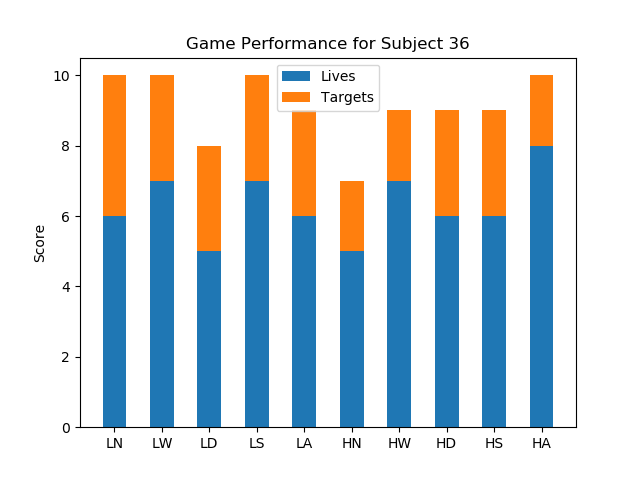 Game Performance for Subject 36
Lives
Targets
Score
10
8
6
4
2
0
LN LW LD LS LA HN HW HD HS HA